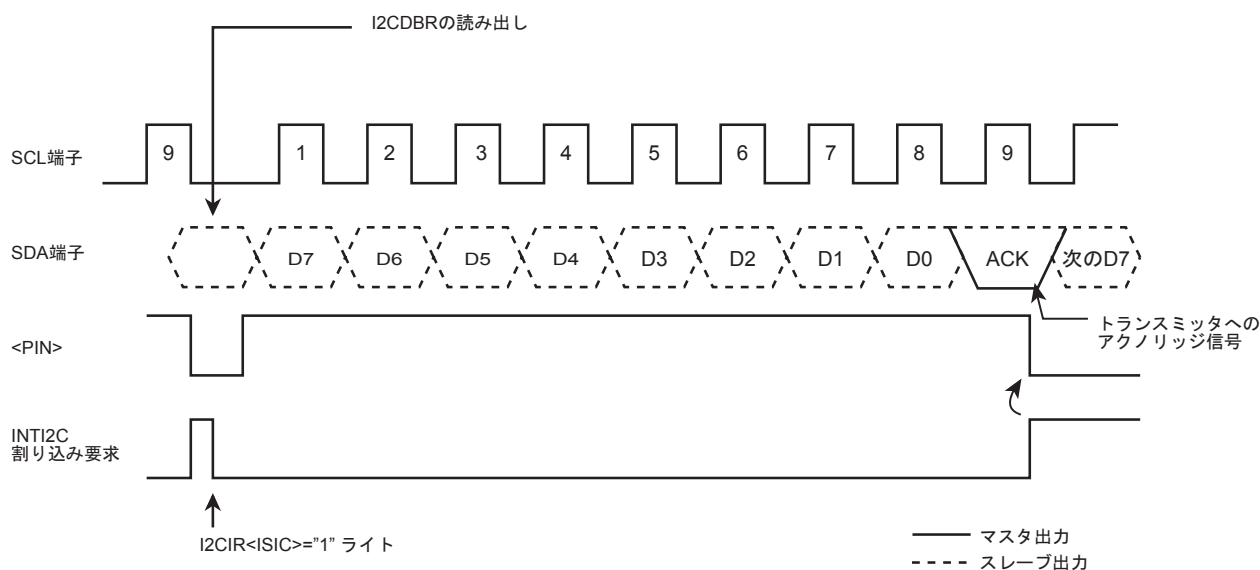 I2CDBRの読み出し
SCL端子
9
1
2
3
4
5
6
7
8
9
SDA端子
D7
D6
D5
D4
D3
D2
D1
D0
ACK
次のD7
<PIN>
トランスミッタへの
アクノリッジ信号
INTI2C
割り込み要求
I2CIR<ISIC>=”1” ライト
マスタ出力
スレーブ出力